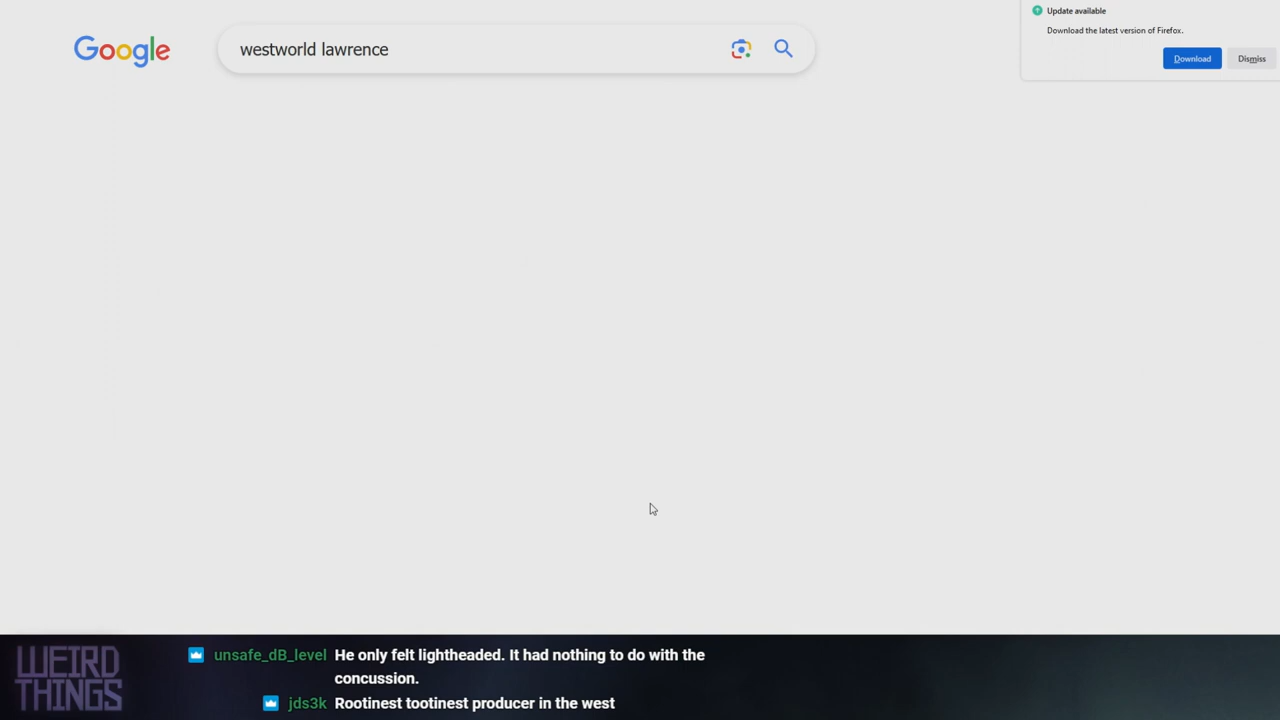 Google
westworld lawrence
Update available
Download the latest version of Firefox.
Download
Dismiss
WEIRD
THINGS
unsafe_dB_level He only felt lightheaded. It had nothing to do with the
concussion.
jds3k Rootinest tootinest producer in the west